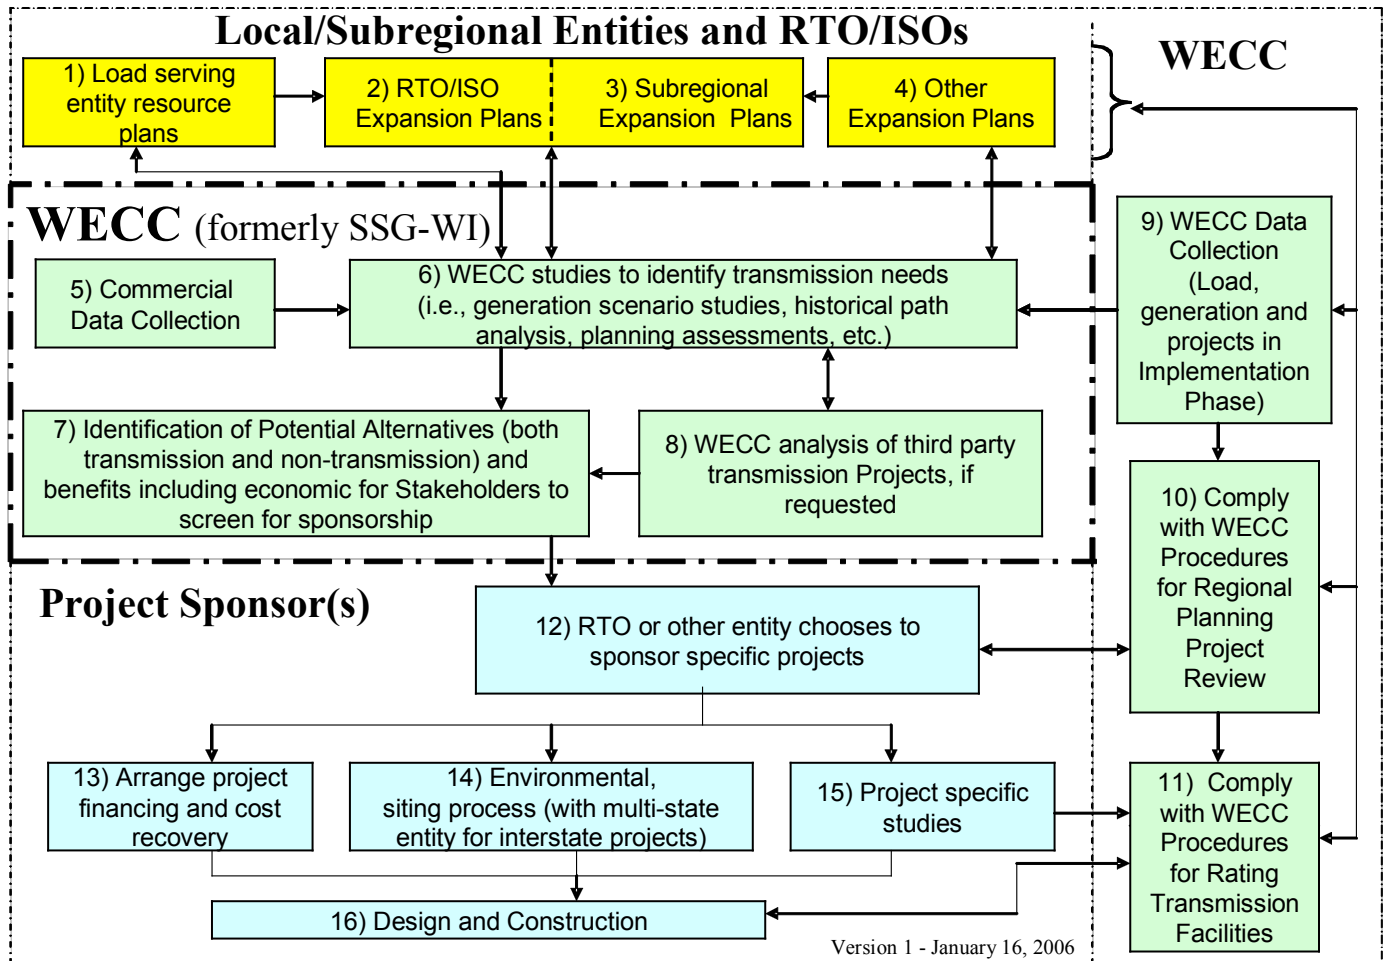 Local/Subregional Entities and RTO/ISOs
WECC
1) Load serving
entity resource
plans
2) RTO/ISO
Expansion Plans
3) Subregional
Expansion Plans
4) Other
Expansion Plans
WECC (formerly SSG-WI)
5) Commercial
Data Collection
6) WECC studies to identify transmission needs
(i.e., generation scenario studies, historical path
analysis, planning assessments, etc.)
9) WECC Data
Collection
(Load,
generation and
projects in
Implementation
Phase)
7) Identification of Potential Alternatives (both
transmission and non-transmission) and
benefits including economic for Stakeholders to
screen for sponsorship
8) WECC analysis of third party
transmission Projects, if
requested
10) Comply
with WECC
Procedures
for Regional
Planning
Project
Review
Project Sponsor(s)
12) RTO or other entity chooses to
sponsor specific projects
13) Arrange project
financing and cost
recovery
14) Environmental,
siting process (with multi-state
entity for interstate projects)
15) Project specific
studies
11) Comply
with WECC
Procedures
for Rating
Transmission
Facilities
16) Design and Construction
Version 1 - January 16, 2006